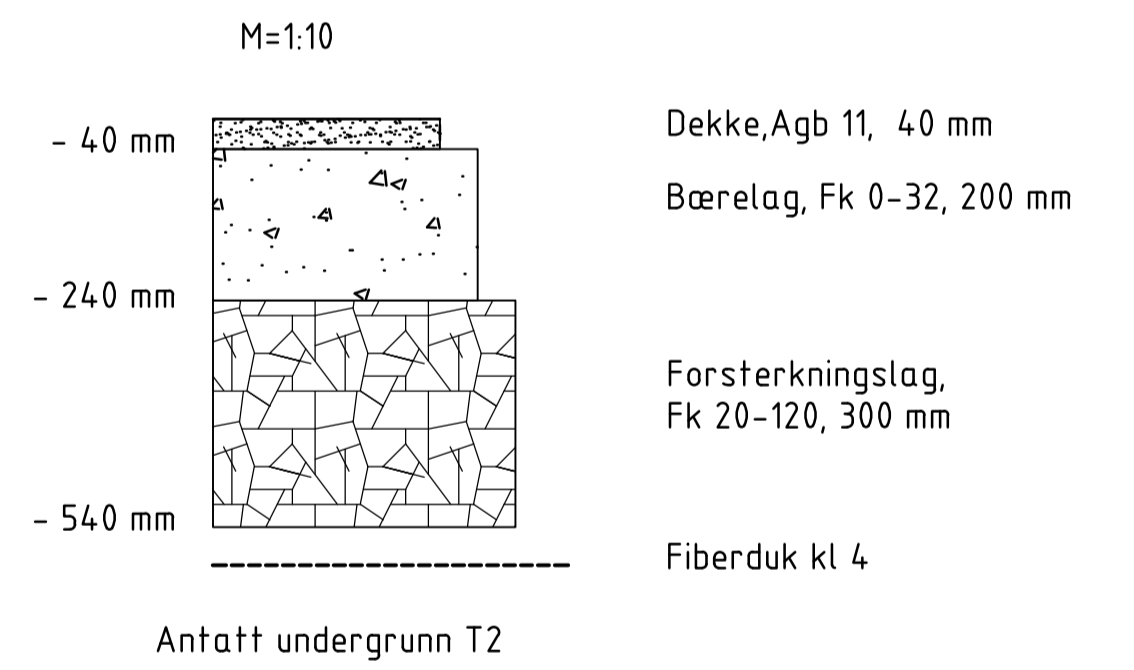 M=1:10
- 40 mm
Dekke,Agb 11, 40 mm
Bærelag, Fk 0-32, 200 mm
- 240 mm
Forsterkningslag,
Fk 20-120, 300 mm
- 540 mm
Fiberduk kl 4
Antatt undergrunn T2